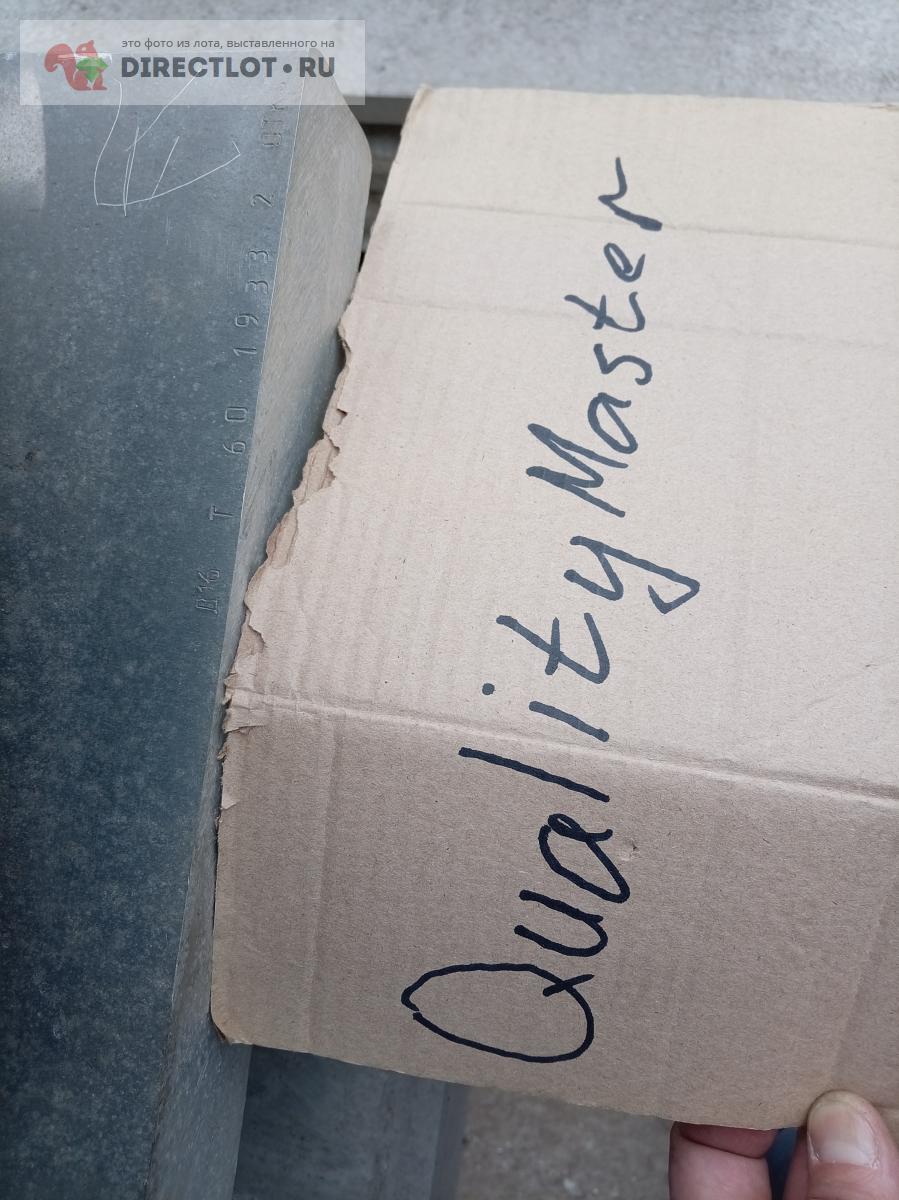 это фото из лота, выставленного на
DIRECTLOT.RU
Д16 Т 60 1933 2
QualityMaster